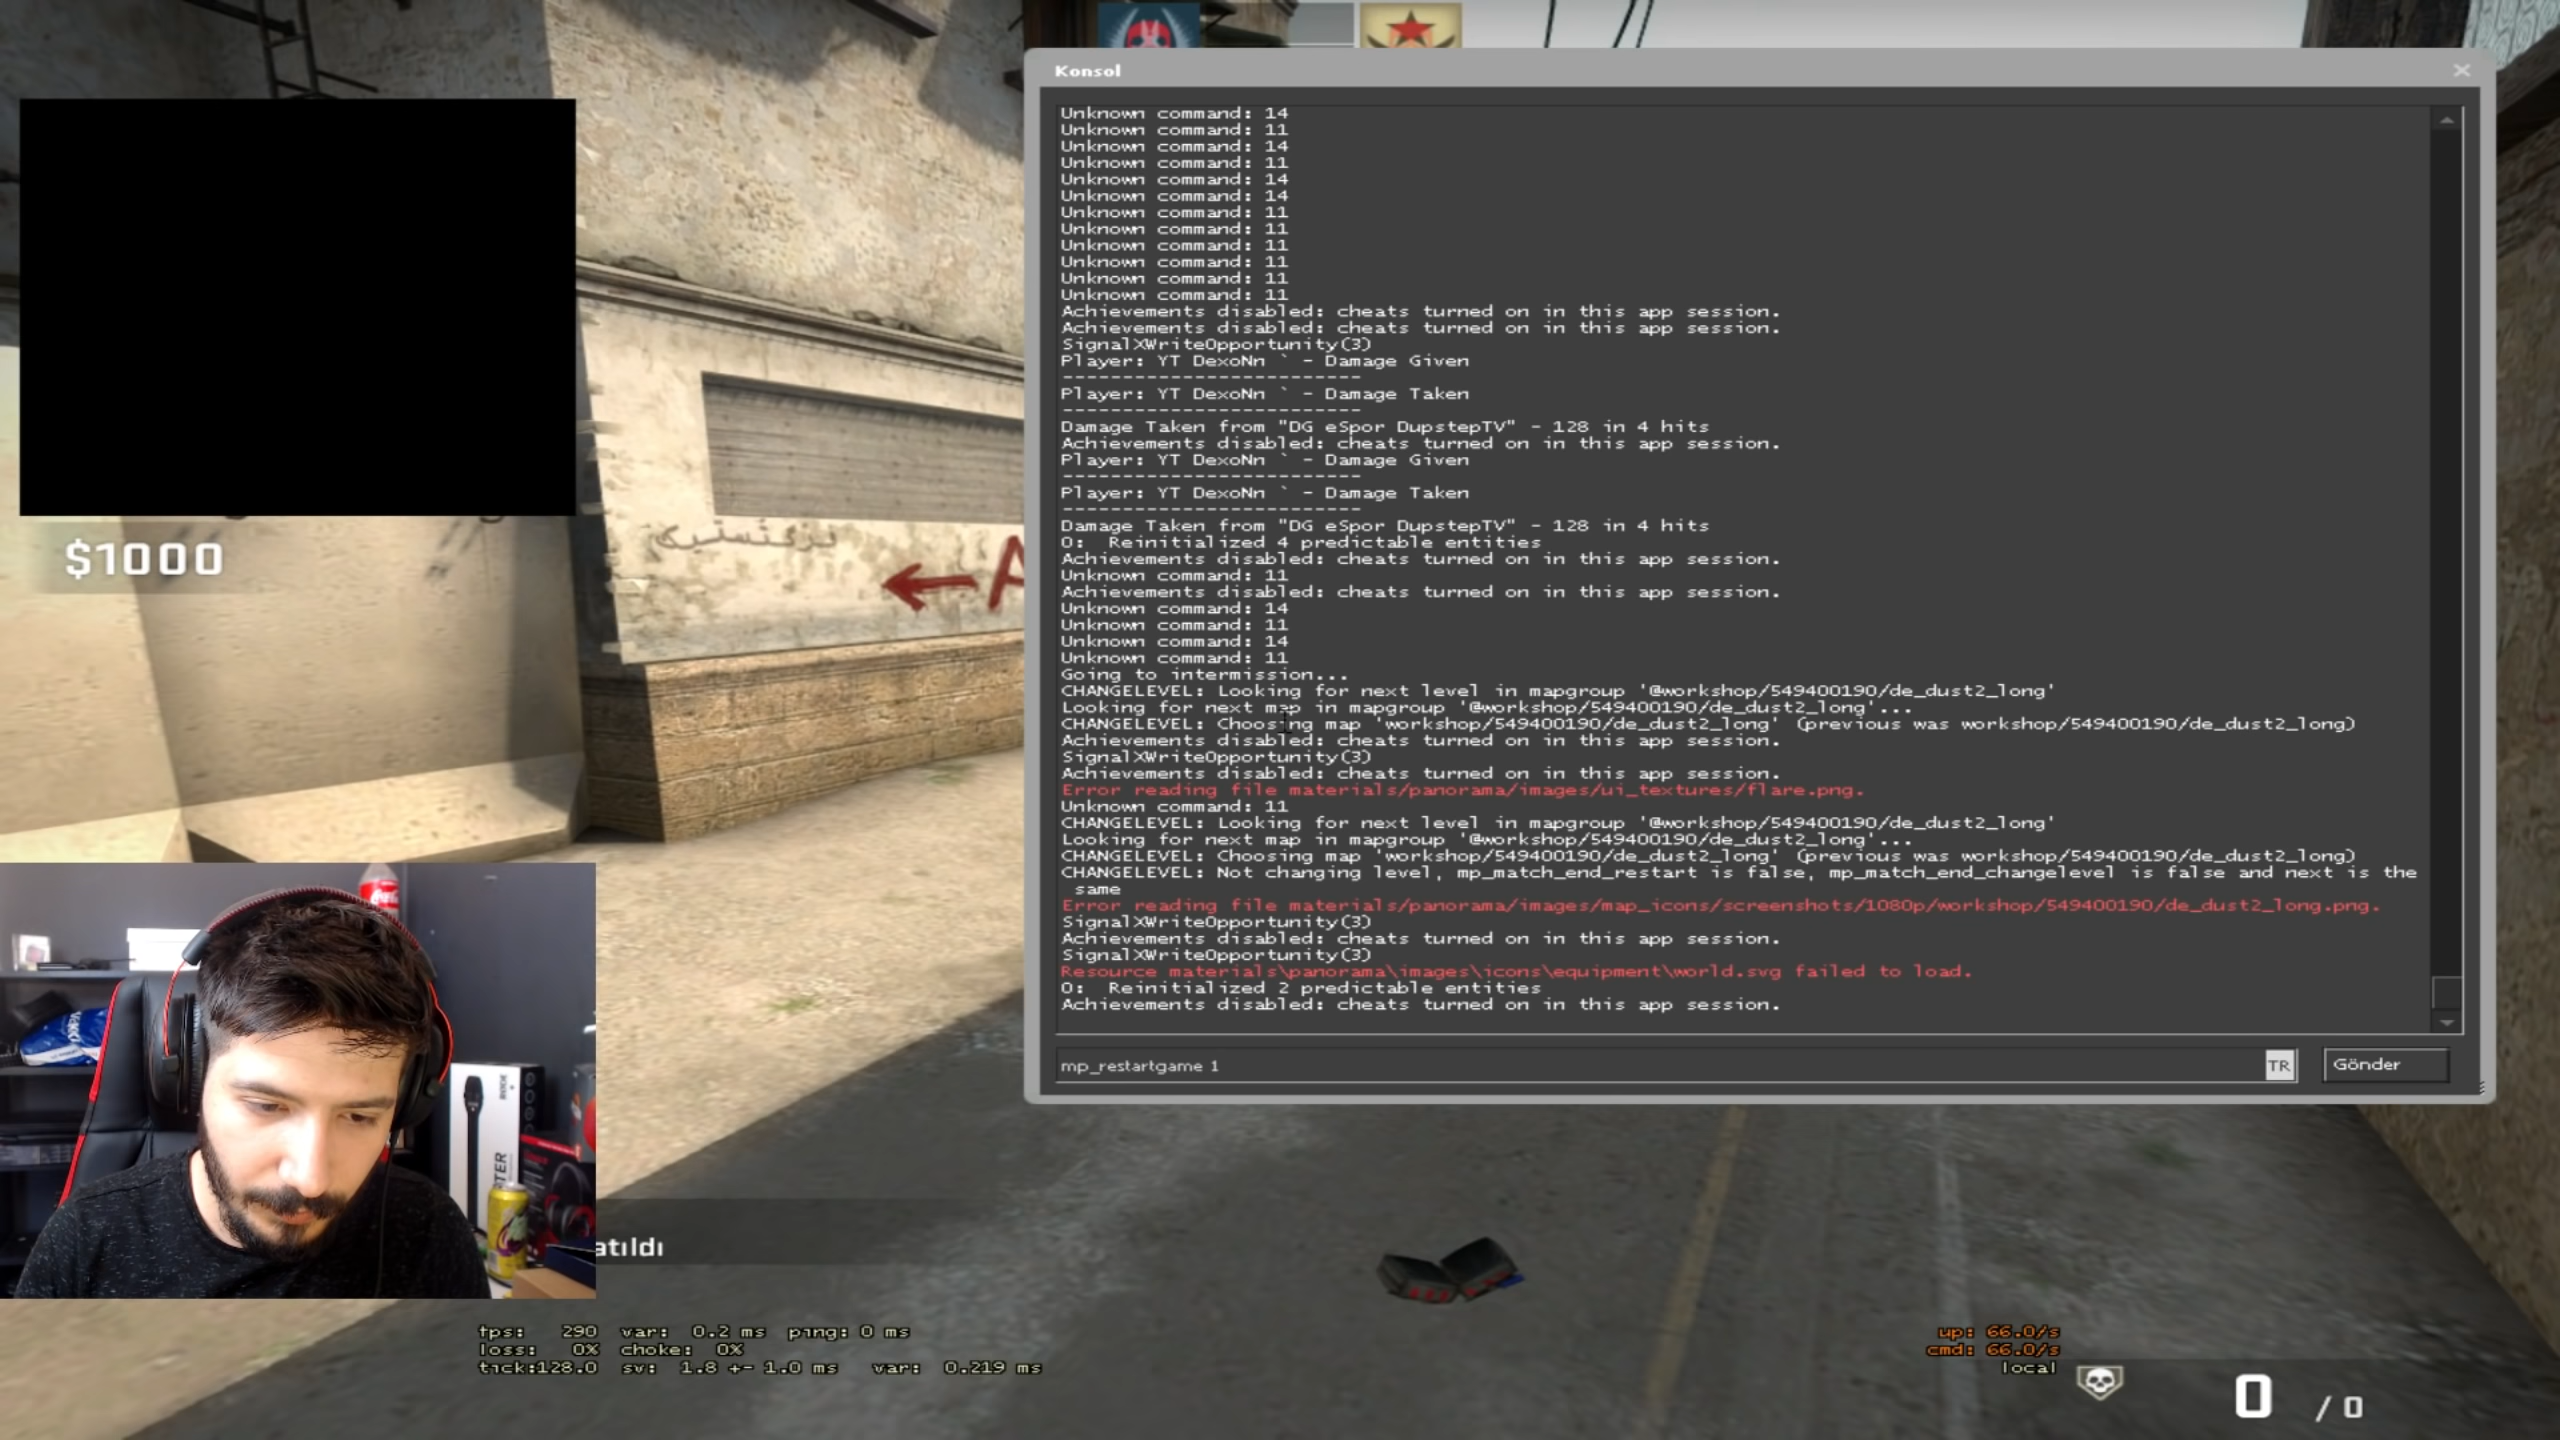 Konsol
Unknown command: 14
Unknown command: 11
Unknown command: 14
Unknown command: 11
Unknown command: 14
Unknown command: 14
Unknown command: 11
Unknown command: 11
Unknown command: 11
Unknown command: 11
Unknown command: 11
Unknown command: 11
Achievements disabled: cheats turned on in this app session.
Achievements disabled: cheats turned on in this app session.
SignalXWriteOpportunity(3)
Player: YT DexoNn ` - Damage Given
-------------------------
Player: YT DexoNn ` - Damage Taken
-------------------------
Damage Taken from "DG eSpor DupstepTV" - 128 in 4 hits
Achievements disabled: cheats turned on in this app session.
Player: YT DexoNn ` - Damage Given
-------------------------
Player: YT DexoNn ` - Damage Taken
-------------------------
Damage Taken from "DG eSpor DupstepTV" - 128 in 4 hits
0:  Reinitialized 4 predictable entities
Achievements disabled: cheats turned on in this app session.
Unknown command: 11
Achievements disabled: cheats turned on in this app session.
Unknown command: 14
Unknown command: 11
Unknown command: 14
Unknown command: 11
Going to intermission...
CHANGELEVEL: Looking for next level in mapgroup '@workshop/549400190/de_dust2_long'
Looking for next map in mapgroup '@workshop/549400190/de_dust2_long'...
CHANGELEVEL: Choosing map 'workshop/549400190/de_dust2_long' (previous was workshop/549400190/de_dust2_long)
Achievements disabled: cheats turned on in this app session.
SignalXWriteOpportunity(3)
Achievements disabled: cheats turned on in this app session.
Error reading file materials/panorama/images/ui_textures/flare.png.
Unknown command: 11
CHANGELEVEL: Looking for next level in mapgroup '@workshop/549400190/de_dust2_long'
Looking for next map in mapgroup '@workshop/549400190/de_dust2_long'...
CHANGELEVEL: Choosing map 'workshop/549400190/de_dust2_long' (previous was workshop/549400190/de_dust2_long)
CHANGELEVEL: Not changing level, mp_match_end_restart is false, mp_match_end_changelevel is false and next is the
same
Error reading file materials/panorama/images/map_icons/screenshots/1080p/workshop/549400190/de_dust2_long.png.
SignalXWriteOpportunity(3)
Achievements disabled: cheats turned on in this app session.
SignalXWriteOpportunity(3)
Resource materials\panorama\images\icons\equipment\world.svg failed to load.
0:  Reinitialized 2 predictable entities
Achievements disabled: cheats turned on in this app session.
mp_restartgame 1
TR
Gönder
$1000
A
atıldı
fps: 290 var: 0.2 ms ping: 0 ms
loss: 0% choke: 0%
tick:128.0 sv: 1.8 +- 1.0 ms var: 0.219 ms
up: 66.0/s
cmd: 66.0/s
local
0 / 0